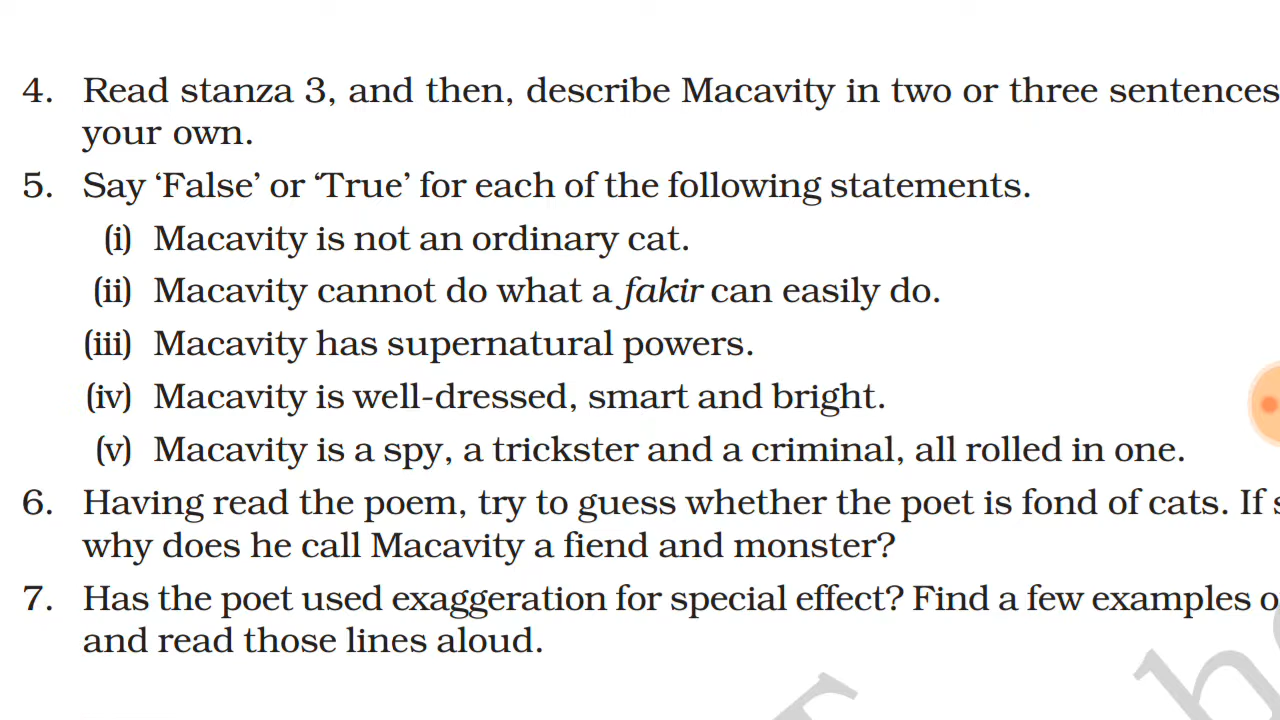 4. Read stanza 3, and then, describe Macavity in two or three sentences
your own.
5. Say ‘False’ or ‘True’ for each of the following statements.
(i) Macavity is not an ordinary cat.
(ii) Macavity cannot do what a fakir can easily do.
(iii) Macavity has supernatural powers.
(iv) Macavity is well-dressed, smart and bright.
(v) Macavity is a spy, a trickster and a criminal, all rolled in one.
6. Having read the poem, try to guess whether the poet is fond of cats. If
why does he call Macavity a fiend and monster?
7. Has the poet used exaggeration for special effect? Find a few examples
and read those lines aloud.